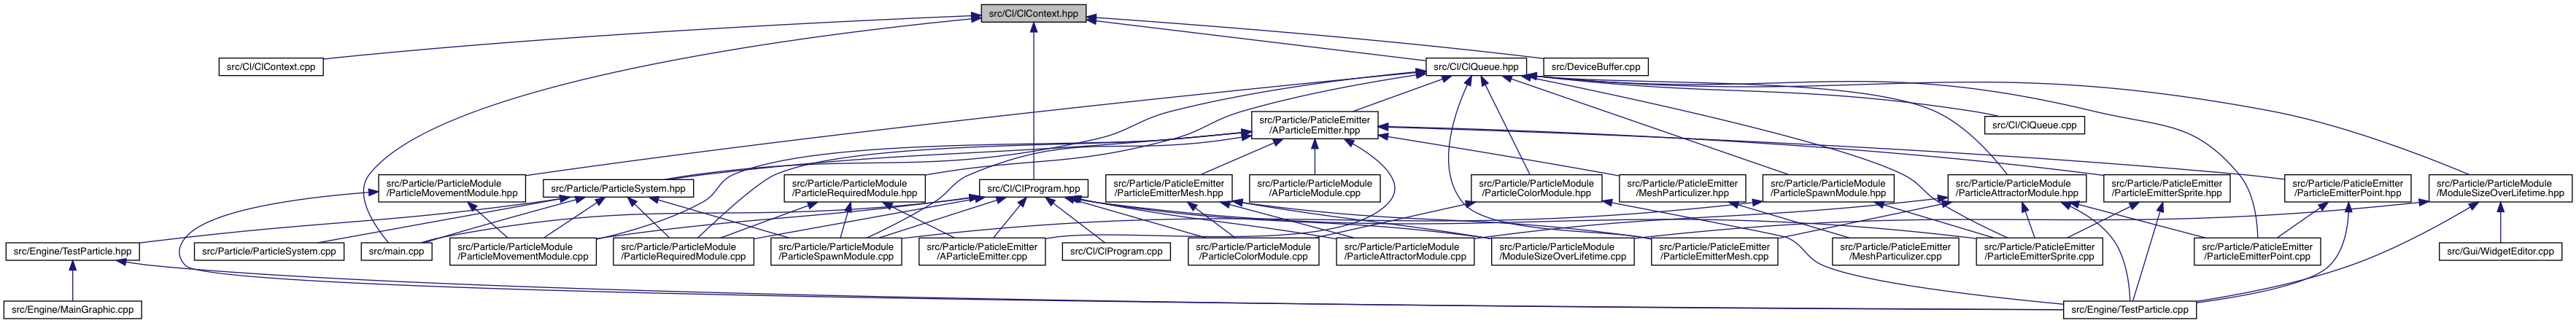 src/Cl/ClContext.hpp
src/Cl/ClContext.cpp
src/Cl/ClQueue.hpp
src/DeviceBuffer.cpp
src/Particle/PaticleEmitter
/AParticleEmitter.hpp
src/Cl/ClQueue.cpp
src/Particle/ParticleModule
/ParticleMovementModule.hpp
src/Particle/ParticleSystem.hpp
src/Particle/ParticleModule
/ParticleRequiredModule.hpp
src/Cl/ClProgram.hpp
src/Particle/PaticleEmitter
/ParticleEmitterMesh.hpp
src/Particle/ParticleModule
/AParticleModule.cpp
src/Particle/ParticleModule
/ParticleColorModule.hpp
src/Particle/PaticleEmitter
/MeshParticulizer.hpp
src/Particle/ParticleModule
/ParticleSpawnModule.hpp
src/Particle/ParticleModule
/ParticleAttractorModule.hpp
src/Particle/PaticleEmitter
/ParticleEmitterSprite.hpp
src/Particle/PaticleEmitter
/ParticleEmitterPoint.hpp
src/Particle/ParticleModule
/ModuleSizeOverLifetime.hpp
src/Engine/TestParticle.hpp
src/Particle/ParticleSystem.cpp
src/main.cpp
src/Particle/ParticleModule
/ParticleMovementModule.cpp
src/Particle/ParticleModule
/ParticleRequiredModule.cpp
src/Particle/ParticleModule
/ParticleSpawnModule.cpp
src/Particle/PaticleEmitter
/AParticleEmitter.cpp
src/Cl/ClProgram.cpp
src/Particle/ParticleModule
/ParticleColorModule.cpp
src/Particle/ParticleModule
/ParticleAttractorModule.cpp
src/Particle/ParticleModule
/ModuleSizeOverLifetime.cpp
src/Particle/PaticleEmitter
/ParticleEmitterMesh.cpp
src/Particle/PaticleEmitter
/MeshParticulizer.cpp
src/Particle/PaticleEmitter
/ParticleEmitterSprite.cpp
src/Particle/PaticleEmitter
/ParticleEmitterPoint.cpp
src/Gui/WidgetEditor.cpp
src/Engine/MainGraphic.cpp
src/Engine/TestParticle.cpp